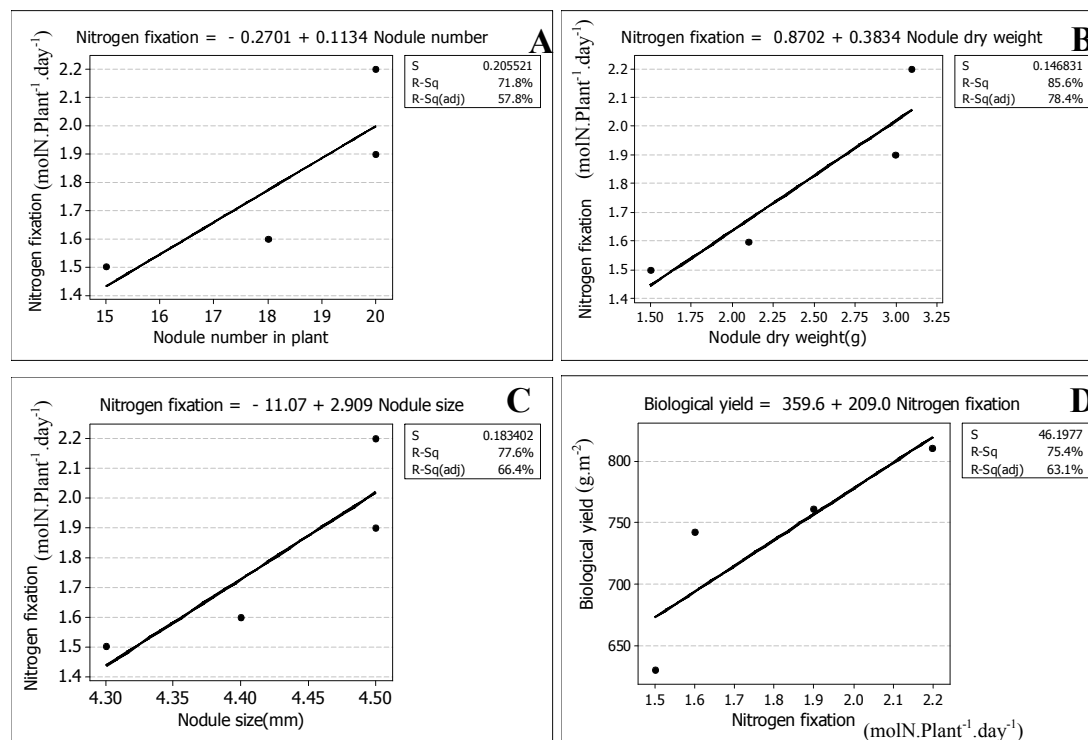 Nitrogen fixation = - 0.2701 + 0.1134 Nodule number
A
S 0.205521
R-Sq 71.8%
R-Sq(adj) 57.8%
Nitrogen fixation (molN.Plant⁻¹.day⁻¹)
2.2
2.1
2.0
1.9
1.8
1.7
1.6
1.5
1.4
15 16 17 18 19 20
Nodule number in plant
Nitrogen fixation = 0.8702 + 0.3834 Nodule dry weight
B
S 0.146831
R-Sq 85.6%
R-Sq(adj) 78.4%
Nitrogen fixation (molN.Plant⁻¹.day⁻¹)
2.2
2.1
2.0
1.9
1.8
1.7
1.6
1.5
1.4
1.50 1.75 2.00 2.25 2.50 2.75 3.00 3.25
Nodule dry weight(g)
Nitrogen fixation = - 11.07 + 2.909 Nodule size
C
S 0.183402
R-Sq 77.6%
R-Sq(adj) 66.4%
Nitrogen fixation (molN.Plant⁻¹.day⁻¹)
2.2
2.1
2.0
1.9
1.8
1.7
1.6
1.5
1.4
4.30 4.35 4.40 4.45 4.50
Nodule size(mm)
Biological yield = 359.6 + 209.0 Nitrogen fixation
D
S 46.1977
R-Sq 75.4%
R-Sq(adj) 63.1%
Biological yield (g.m⁻²)
800
750
700
650
1.5 1.6 1.7 1.8 1.9 2.0 2.1 2.2
Nitrogen fixation (molN.Plant⁻¹.day⁻¹)